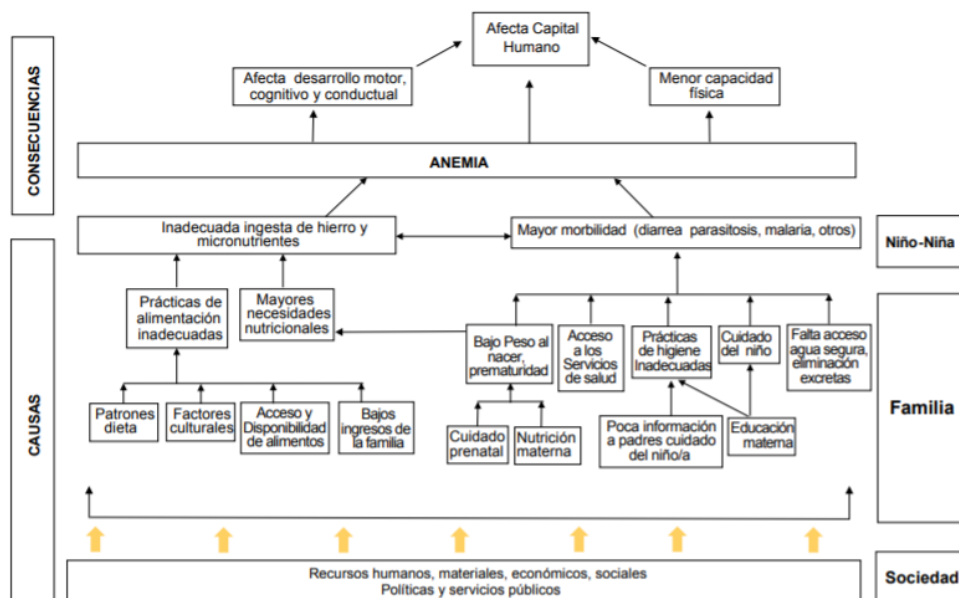 Afecta Capital
Humano
CONSECUENCIAS
Afecta desarrollo motor,
cognitivo y conductual
Menor capacidad
física
ANEMIA
Inadecuada ingesta de hierro y
micronutrientes
Mayor morbilidad (diarrea parasitosis, malaria, otros)
Niño-Niña
CAUSAS
Prácticas de
alimentación
inadecuadas
Mayores
necesidades
nutricionales
Bajo Peso al
nacer,
prematuridad
Acceso
a los
Servicios
de salud
Prácticas
de higiene
Inadecuadas
Cuidado
del niño
Falta acceso
agua segura,
eliminación
excretas
Familia
Patrones
dieta
Factores
culturales
Acceso y
Disponibilidad
de alimentos
Bajos
ingresos de
la familia
Cuidado
prenatal
Nutrición
materna
Poca información
a padres cuidado
del niño/a
Educación
materna
Recursos humanos, materiales, económicos, sociales
Políticas y servicios públicos
Sociedad